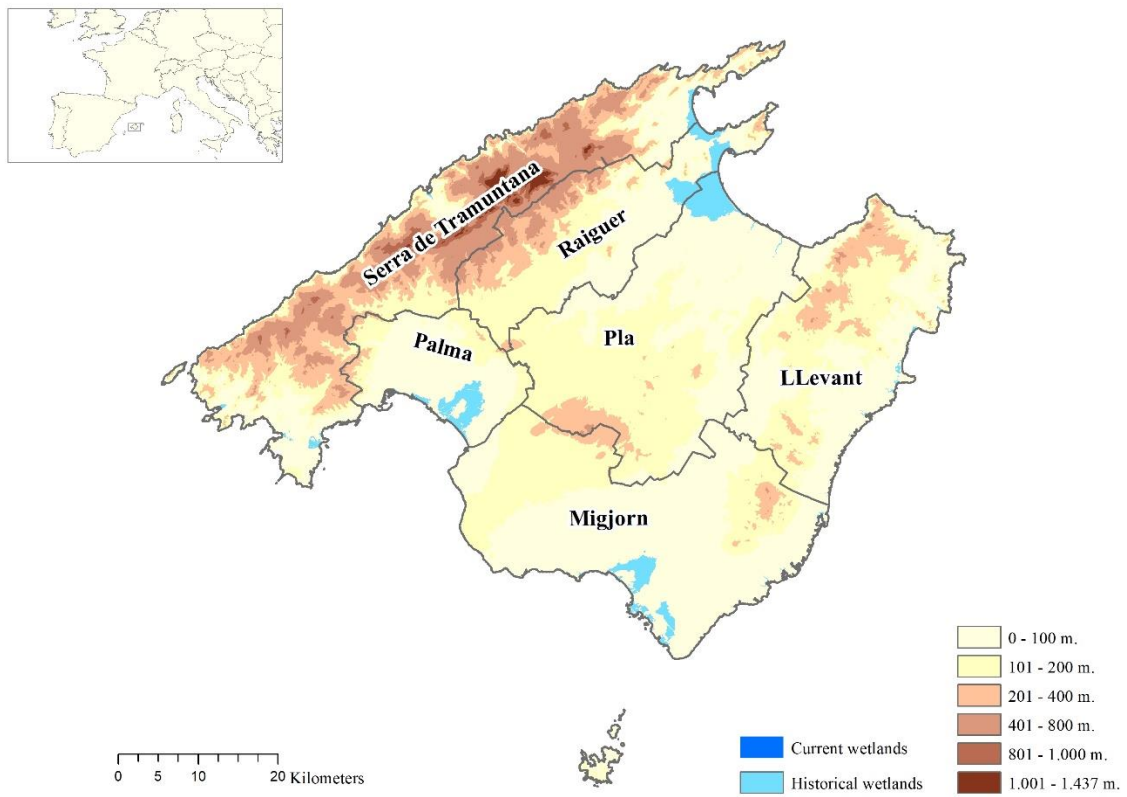 Serra de Tramuntana
Raiguer
Palma
Pla
LLevant
Migjorn
0 - 100 m.
101 - 200 m.
201 - 400 m.
401 - 800 m.
801 - 1.000 m.
1.001 - 1.437 m.
Current wetlands
Historical wetlands
0 5 10 20 Kilometers